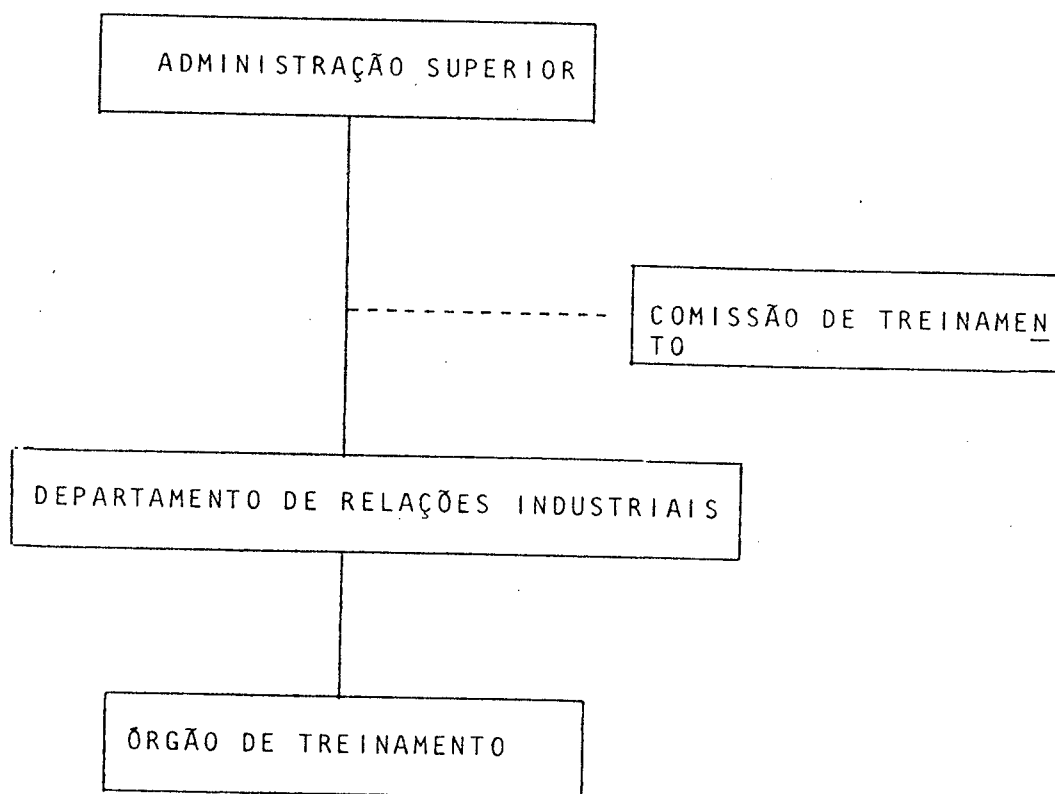 ADMINISTRAÇÃO SUPERIOR
COMISSÃO DE TREINAMEN
TO
DEPARTAMENTO DE RELAÇÕES INDUSTRIAIS
ÓRGÃO DE TREINAMENTO